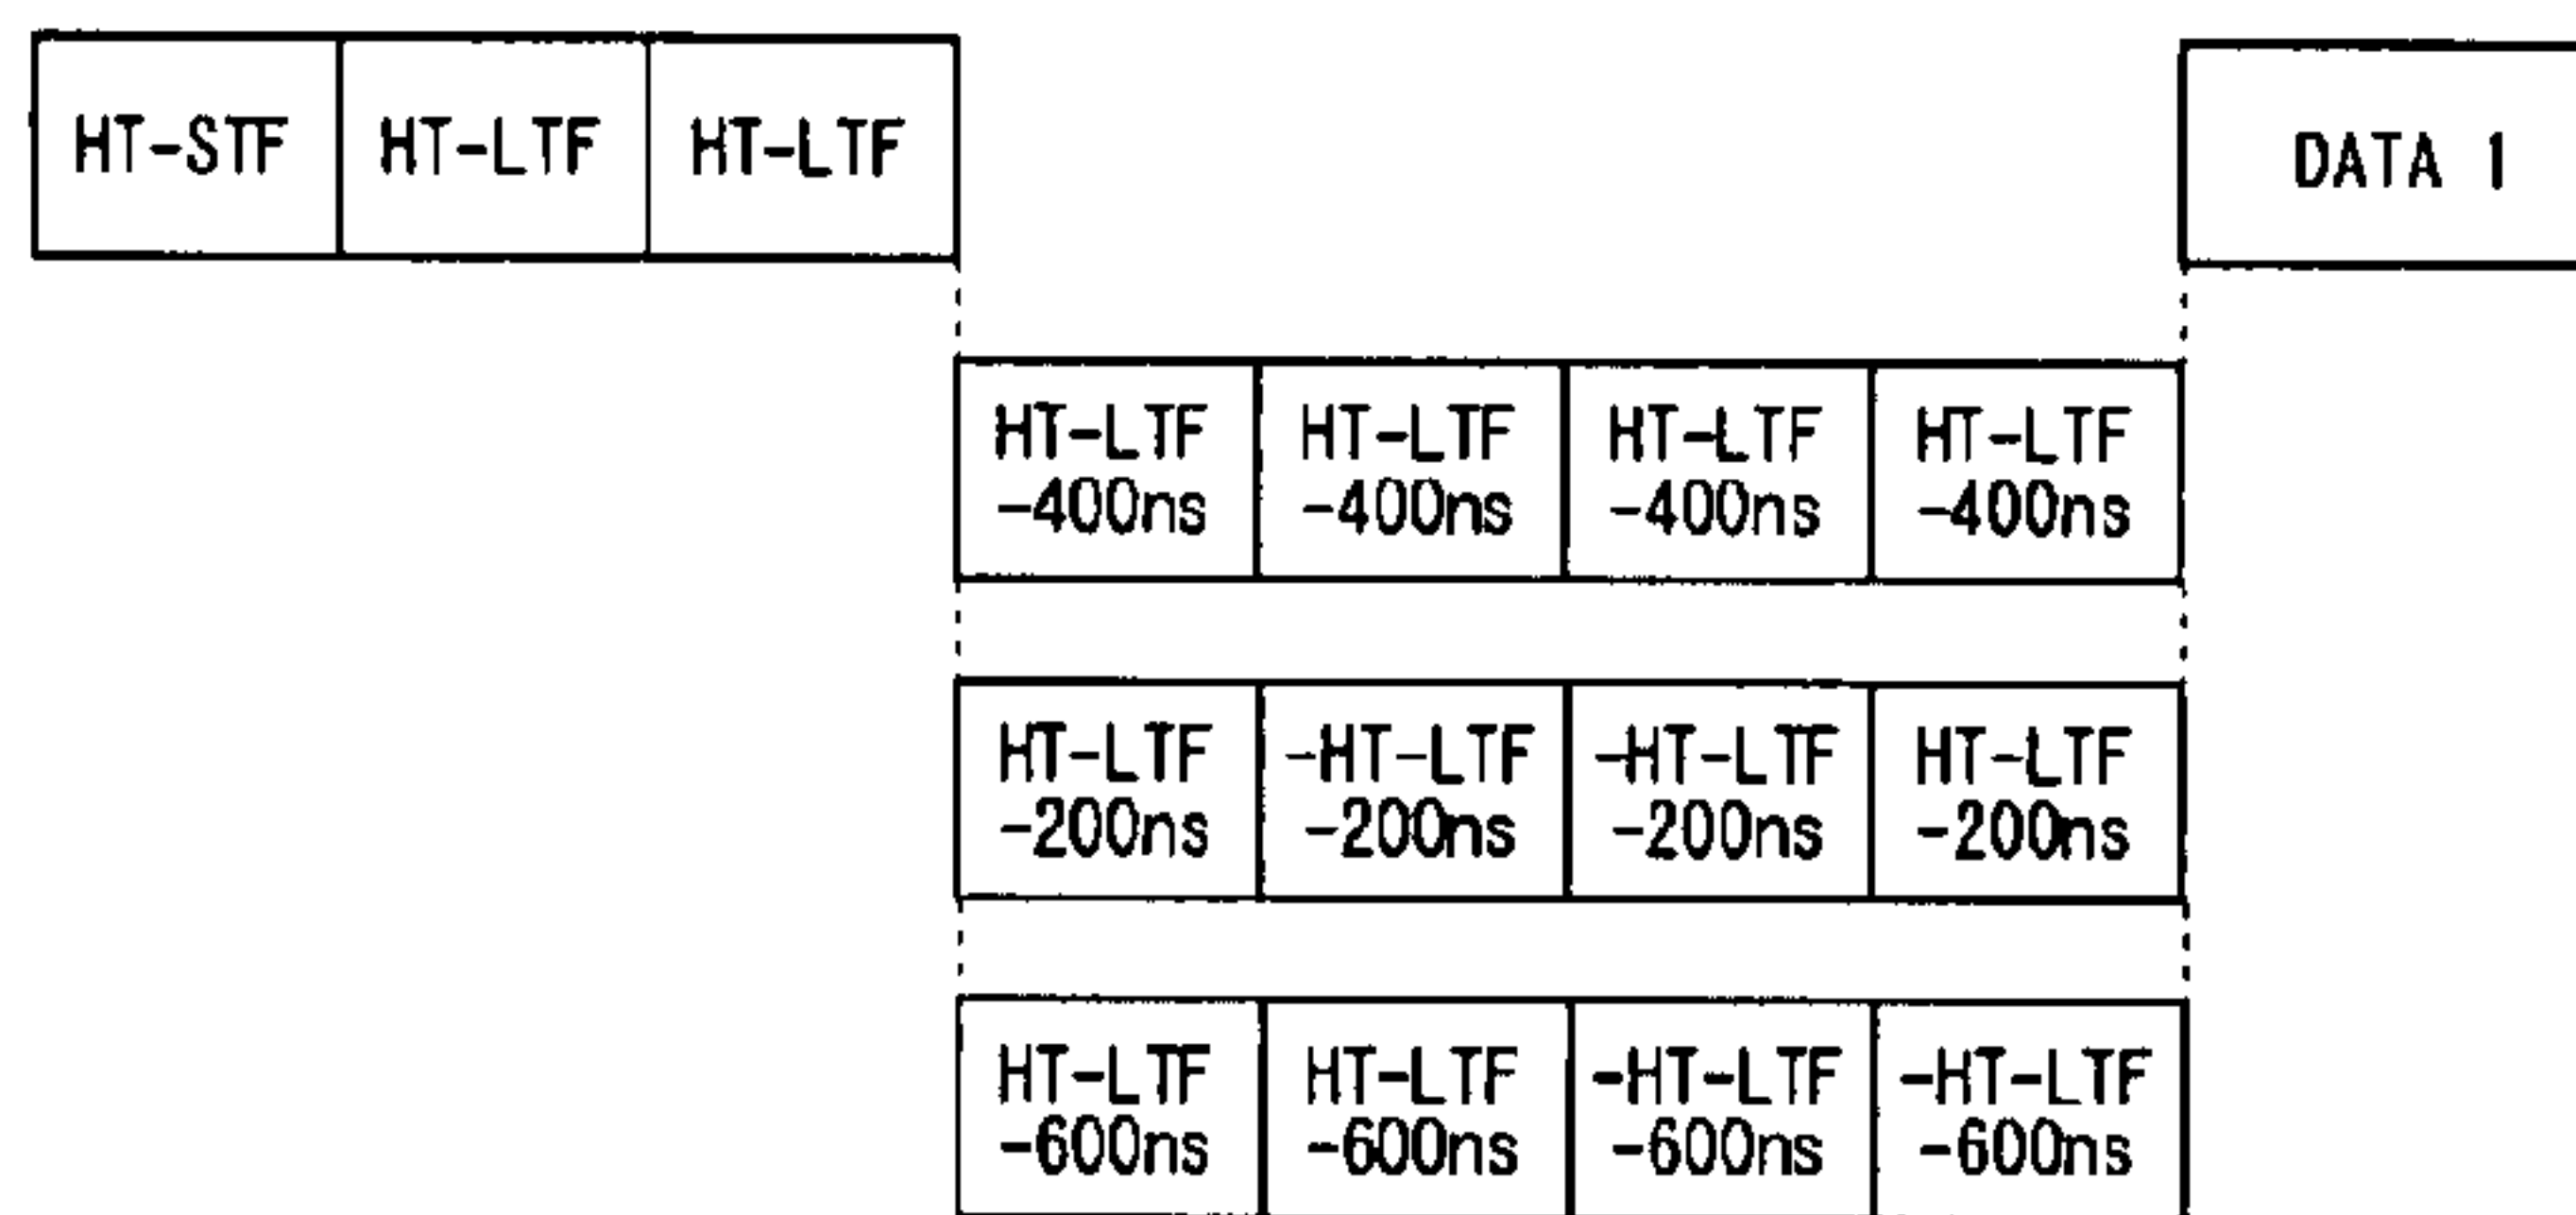 HT-STF HT-LTF HT-LTF DATA 1
HT-LTF HT-LTF HT-LTF HT-LTF
-400ns -400ns -400ns -400ns
HT-LTF -HT-LTF -HT-LTF HT-LTF
-200ns -200ns -200ns -200ns
HT-LTF HT-LTF -HT-LTF -HT-LTF
-600ns -600ns -600ns -600ns